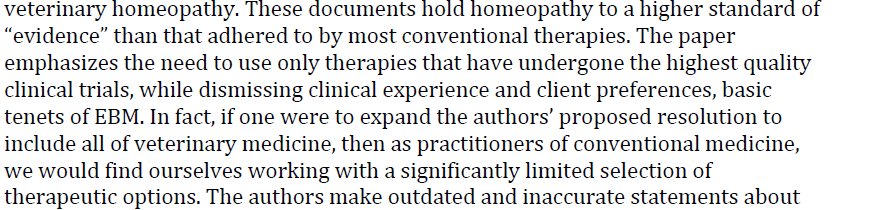 veterinary homeopathy. These documents hold homeopathy to a higher standard of
“evidence” than that adhered to by most conventional therapies. The paper
emphasizes the need to use only therapies that have undergone the highest quality
clinical trials, while dismissing clinical experience and client preferences, basic
tenets of EBM. In fact, if one were to expand the authors’ proposed resolution to
include all of veterinary medicine, then as practitioners of conventional medicine,
we would find ourselves working with a significantly limited selection of
therapeutic options. The authors make outdated and inaccurate statements about